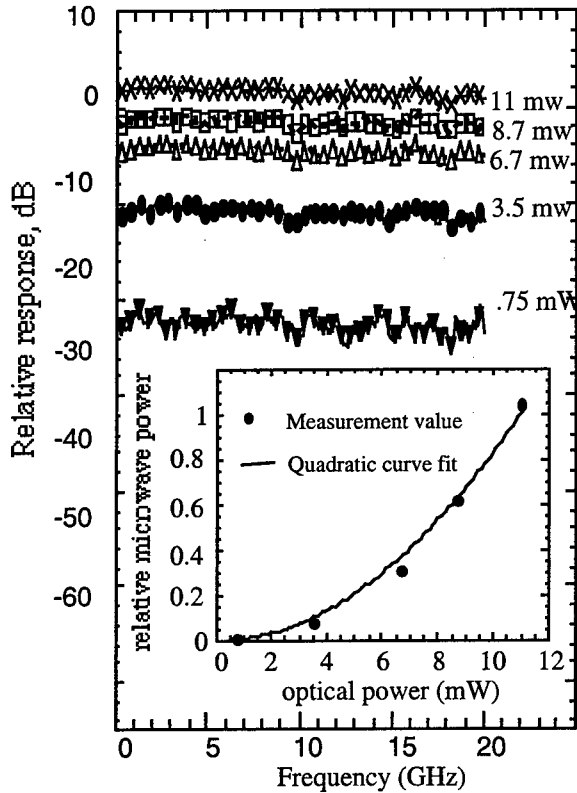 10
0
-10
-20
-30
-40
-50
-60
Relative response, dB
11 mw
8.7 mw
6.7 mw
3.5 mw
.75 mW
relative microwave power
1
0.8
0.6
0.4
0.2
0
Measurement value
Quadratic curve fit
0 2 4 6 8 10 12
optical power (mW)
0 5 10 15 20
Frequency (GHz)